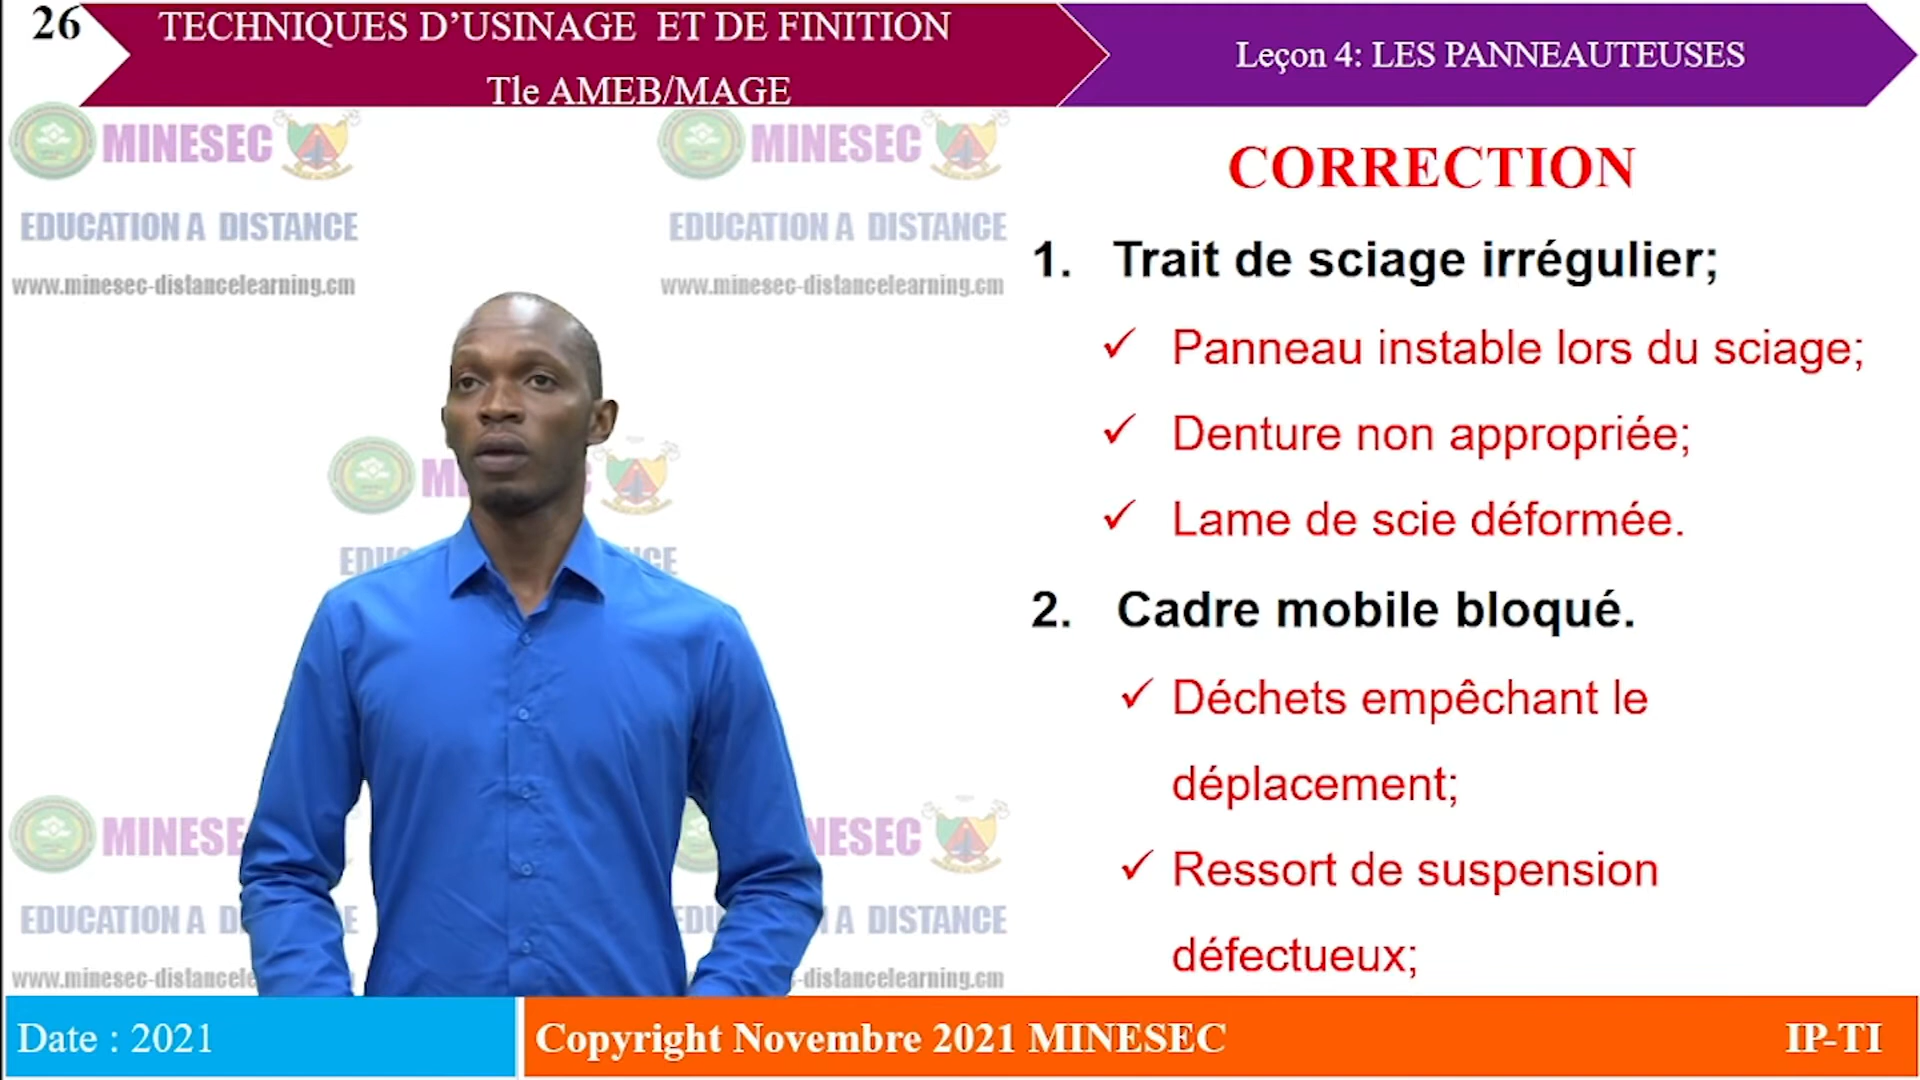 26
TECHNIQUES D’USINAGE ET DE FINITION
Tle AMEB/MAGE
Leçon 4: LES PANNEAUTEUSES
MINESEC
EDUCATION A DISTANCE
www.minesec-distancelearning.cm
MINESEC
EDUCATION A DISTANCE
www.minesec-distancelearning.cm
CORRECTION
1. Trait de sciage irrégulier;
✓ Panneau instable lors du sciage;
✓ Denture non appropriée;
✓ Lame de scie déformée.
2. Cadre mobile bloqué.
✓ Déchets empêchant le
déplacement;
✓ Ressort de suspension
défectueux;
Date : 2021
Copyright Novembre 2021 MINESEC
IP-TI